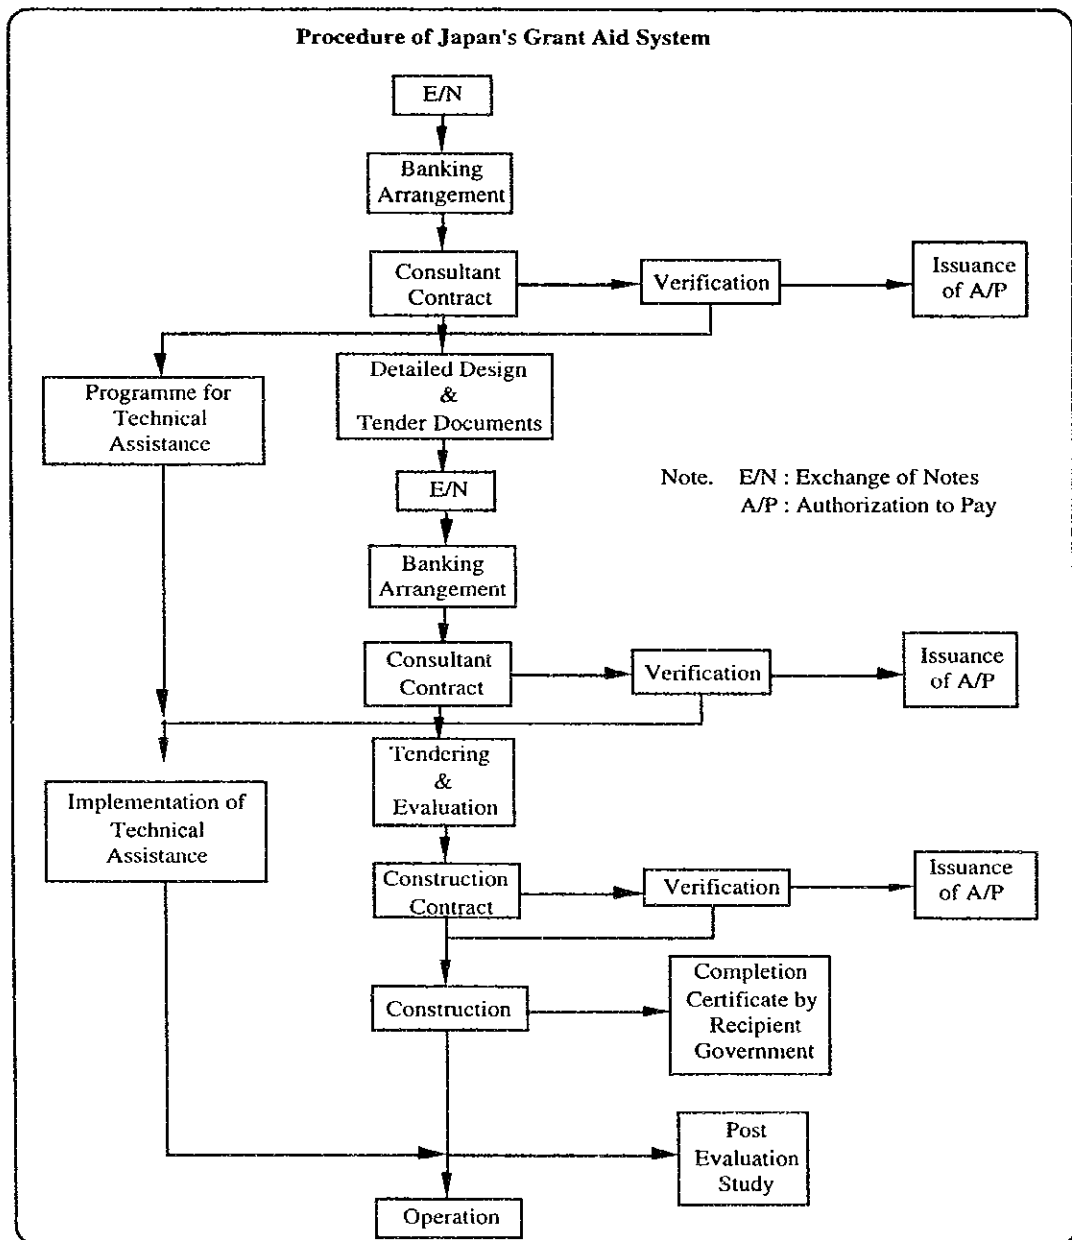 Procedure of Japan's Grant Aid System
E/N
Banking
Arrangement
Consultant
Contract
Verification
Issuance
of A/P
Programme for
Technical
Assistance
Detailed Design
&
Tender Documents
Note. E/N : Exchange of Notes
A/P : Authorization to Pay
E/N
Banking
Arrangement
Consultant
Contract
Verification
Issuance
of A/P
Tendering
&
Evaluation
Implementation of
Technical
Assistance
Construction
Contract
Verification
Issuance
of A/P
Construction
Completion
Certificate by
Recipient
Government
Post
Evaluation
Study
Operation